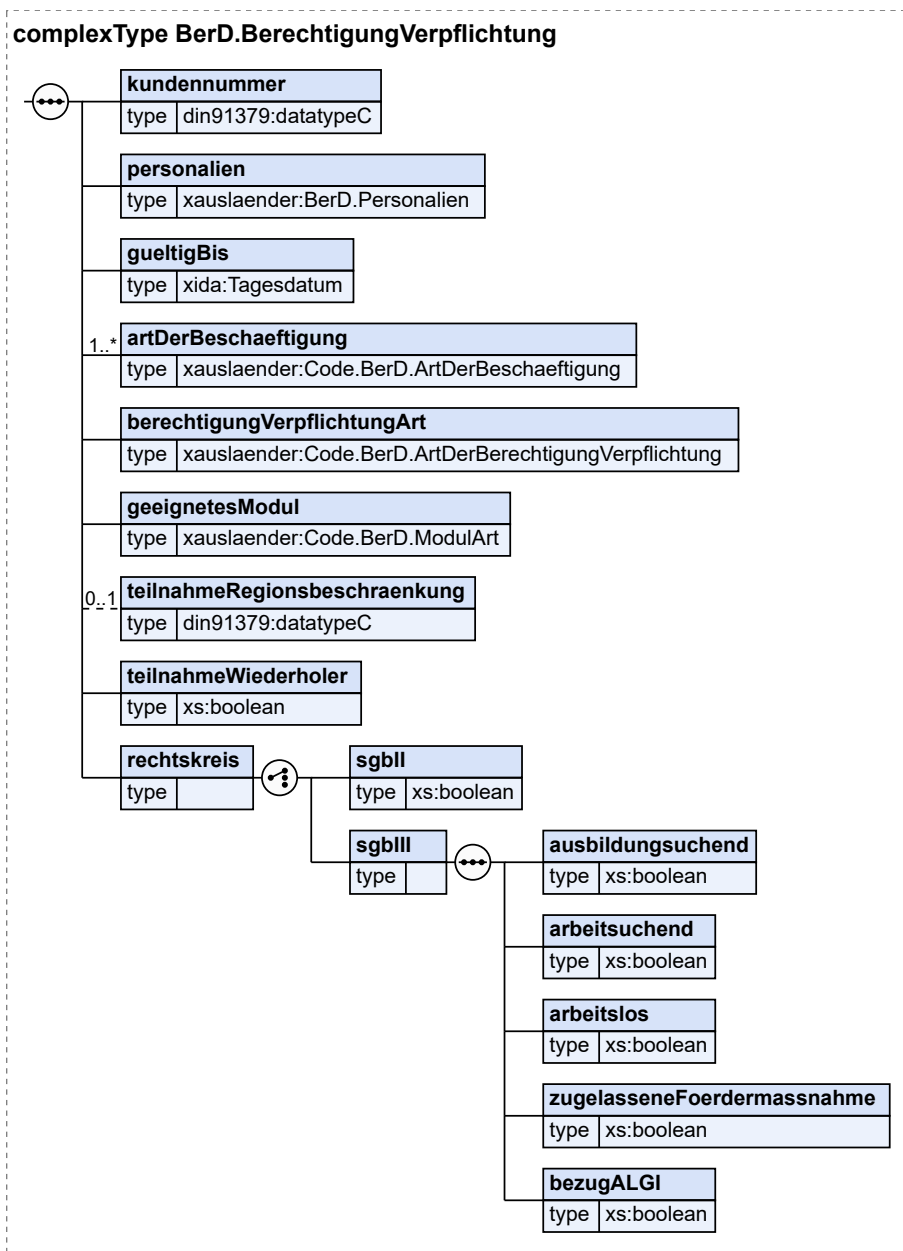 complexType BerD.BerechtigungVerpflichtung
kundennummer
type din91379:datatypeC
personalien
type xauslaender:BerD.Personalien
gueltigBis
type xida:Tagesdatum
1..* artDerBeschaeftigung
type xauslaender:Code.BerD.ArtDerBeschaeftigung
berechtigungVerpflichtungArt
type xauslaender:Code.BerD.ArtDerBerechtigungVerpflichtung
geeignetesModul
type xauslaender:Code.BerD.ModulArt
0..1 teilnahmeRegionsbeschraenkung
type din91379:datatypeC
teilnahmeWiederholer
type xs:boolean
rechtskreis
type
sgbII
type xs:boolean
sgbIII
type
ausbildungsuchend
type xs:boolean
arbeitsuchend
type xs:boolean
arbeitslos
type xs:boolean
zugelasseneFoerdermassnahme
type xs:boolean
bezugALGI
type xs:boolean